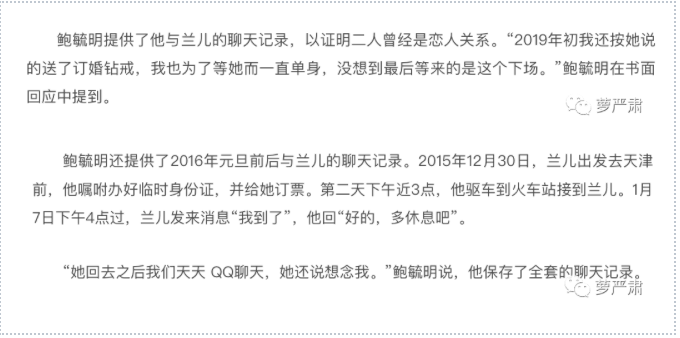 鲍毓明提供了他与兰儿的聊天记录，以证明二人曾经是恋人关系。“2019年初我还按她说
的送了订婚钻戒，我也为了等她而一直单身，没想到最后等来的是这个下场。”鲍毓明在书面
回应中提到。
萝严肃
鲍毓明还提供了2016年元旦前后与兰儿的聊天记录。2015年12月30日，兰儿出发去天津
前，他嘱咐办好临时身份证，并给她订票。第二天下午近3点，他驱车到火车站接到兰儿。1月
7日下午4点过，兰儿发来消息“我到了”，他回“好的，多休息吧”。
“她回去之后我们天天 QQ聊天，她还说想念我。”鲍毓明说，他保存了全套的聊天记录。
萝严肃